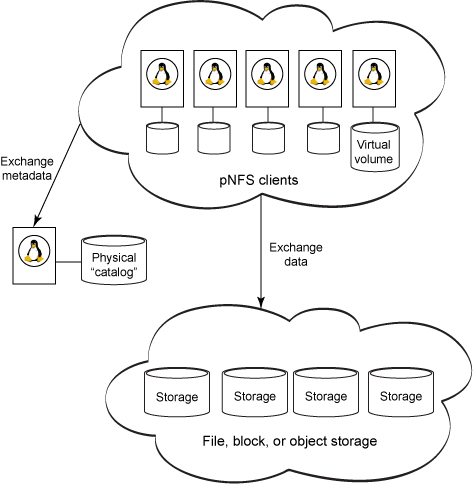 Virtual
volume
pNFS clients
Exchange
metadata
Physical
“catalog”
Exchange
data
Storage
Storage
Storage
Storage
File, block, or object storage